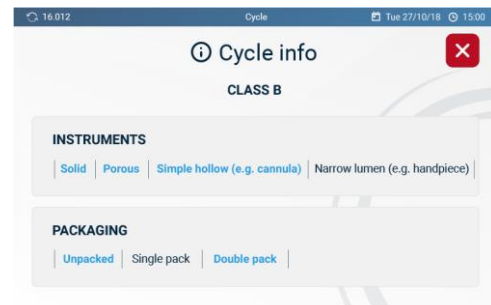 16.012 Cycle Tue 27/10/18 15:00
Cycle info
CLASS B
INSTRUMENTS
Solid | Porous | Simple hollow (e.g. cannula) | Narrow lumen (e.g. handpiece)
PACKAGING
Unpacked | Single pack | Double pack